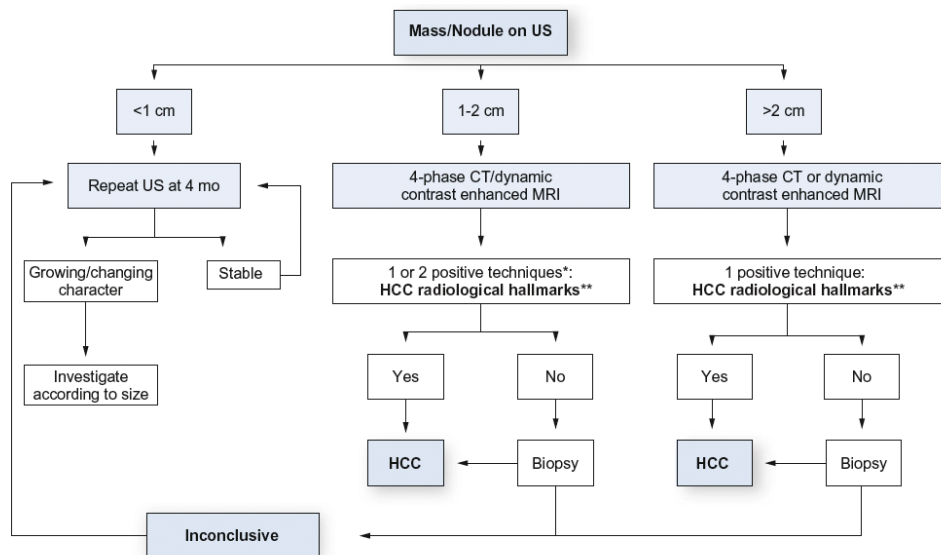 Mass/Nodule on US
<1 cm
1-2 cm
>2 cm
Repeat US at 4 mo
4-phase CT/dynamic
contrast enhanced MRI
4-phase CT or dynamic
contrast enhanced MRI
Growing/changing
character
Stable
1 or 2 positive techniques*:
HCC radiological hallmarks**
1 positive technique:
HCC radiological hallmarks**
Investigate
according to size
Yes
No
Yes
No
HCC
Biopsy
HCC
Biopsy
Inconclusive